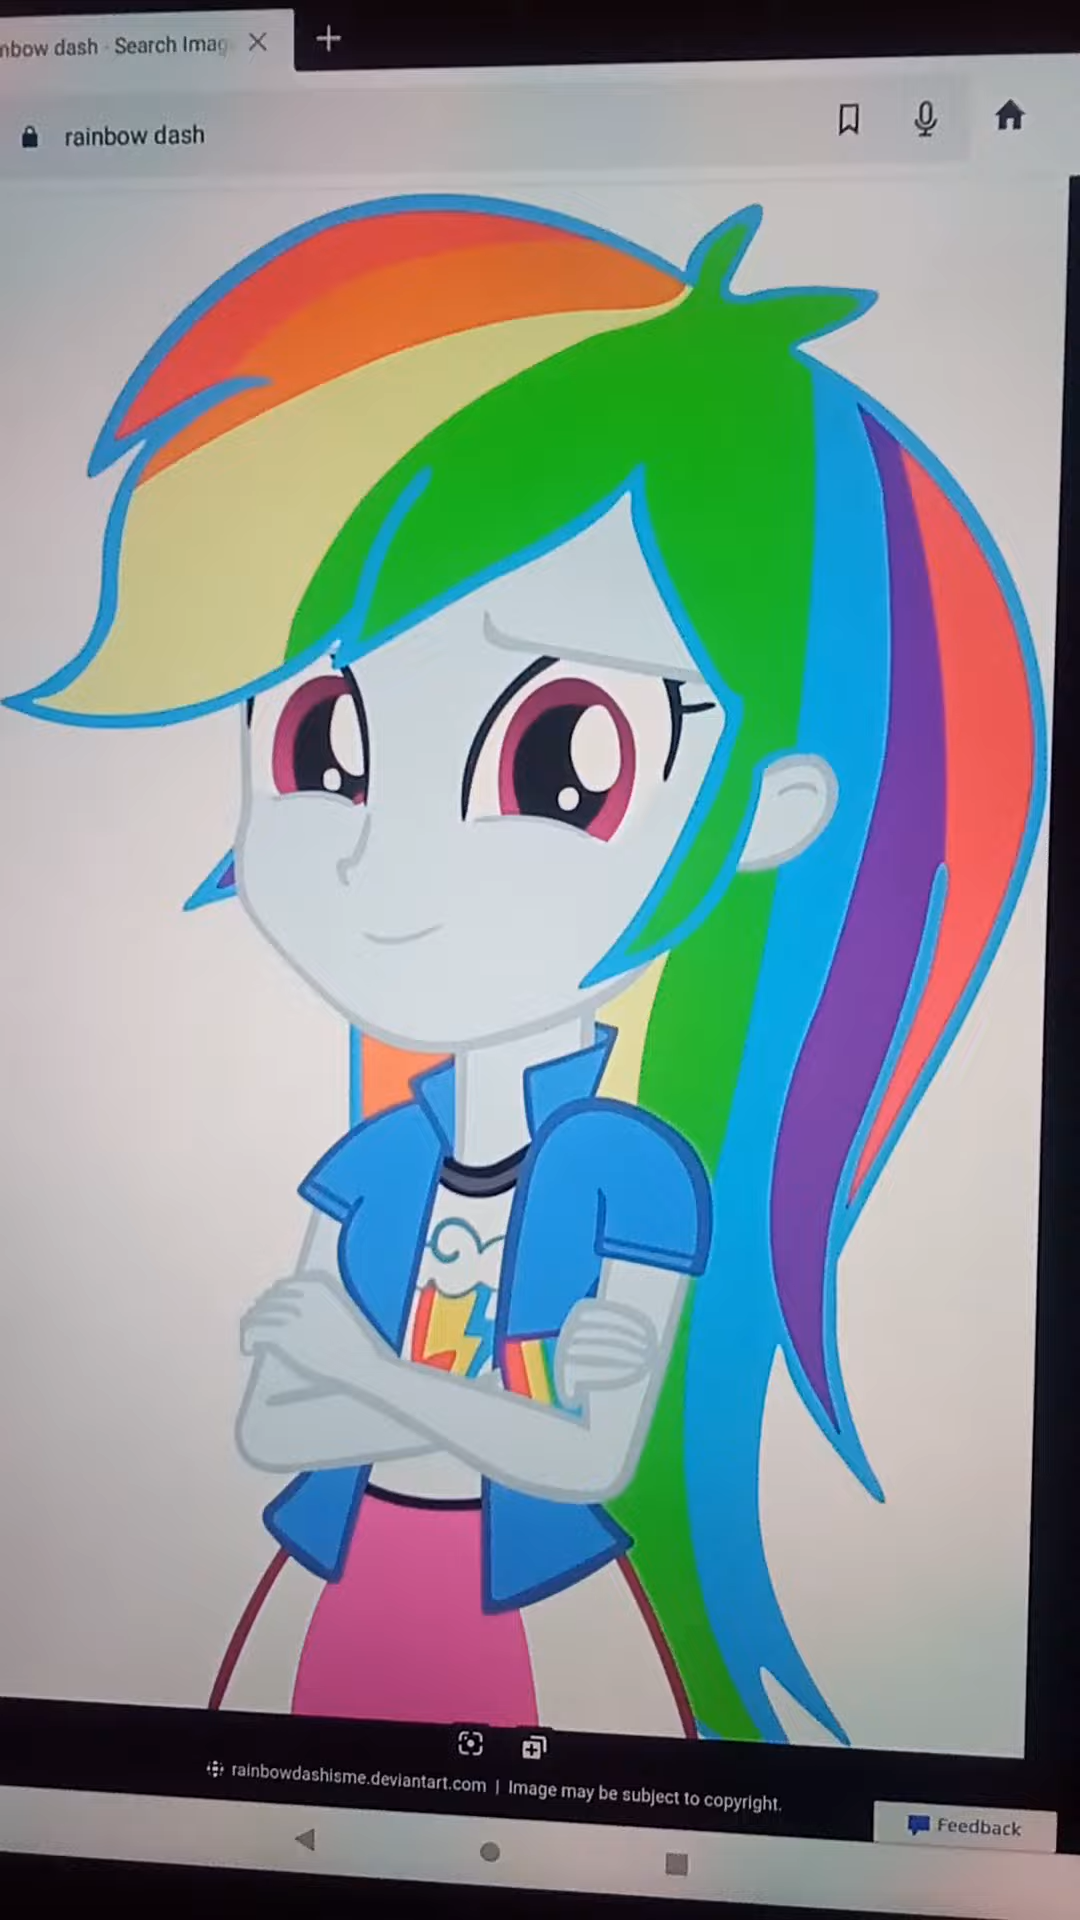 nbow dash - Search Imag
rainbow dash
rainbowdashisme.deviantart.com | Image may be subject to copyright.
Feedback